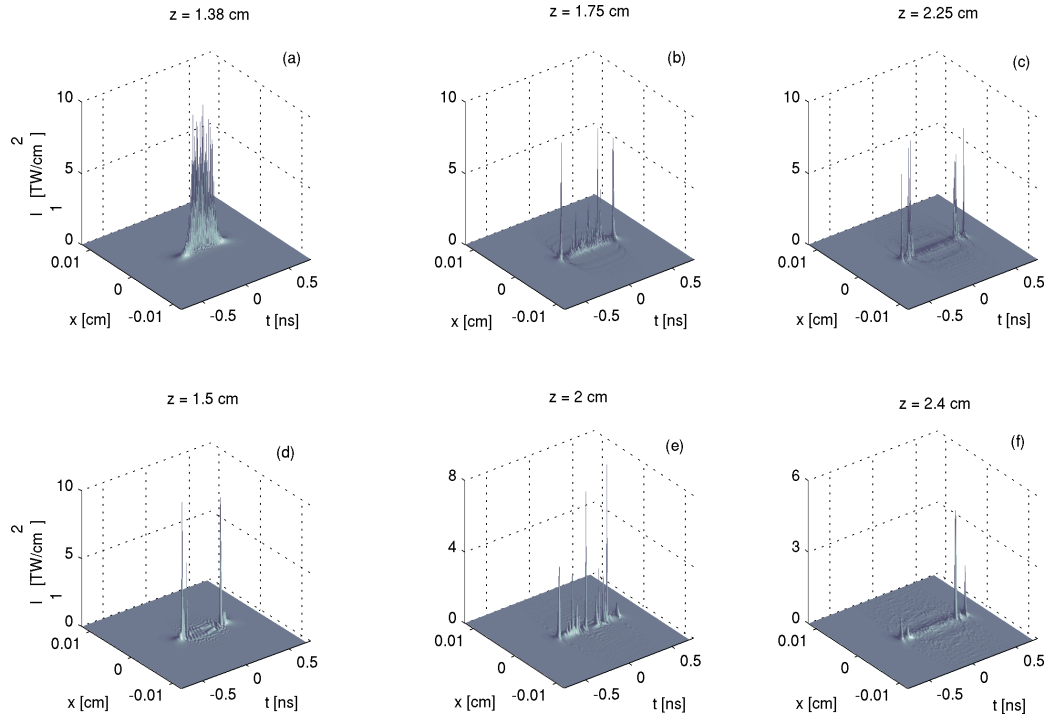 z = 1.38 cm
(a)
10
5
0
I [TW/cm ]
1
2
0.01
0
-0.01
x [cm]
-0.5
0
0.5
t [ns]
z = 1.75 cm
(b)
10
5
0
0.01
0
-0.01
x [cm]
-0.5
0
0.5
t [ns]
z = 2.25 cm
(c)
10
5
0
0.01
0
-0.01
x [cm]
-0.5
0
0.5
t [ns]
z = 1.5 cm
(d)
10
5
0
I [TW/cm ]
1
2
0.01
0
-0.01
x [cm]
-0.5
0
0.5
t [ns]
z = 2 cm
(e)
8
4
0
0.01
0
-0.01
x [cm]
-0.5
0
0.5
t [ns]
z = 2.4 cm
(f)
6
3
0
0.01
0
-0.01
x [cm]
-0.5
0
0.5
t [ns]